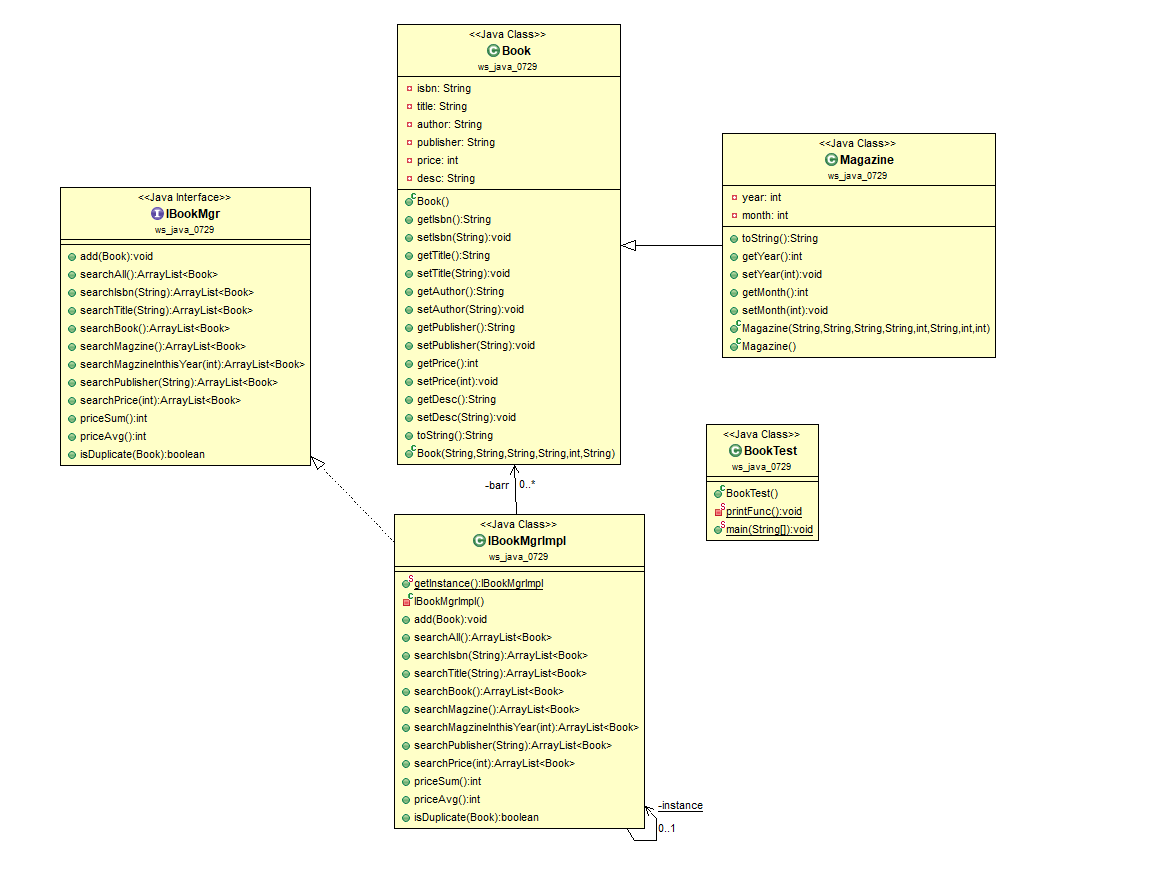 <<Java Class>>
Book
ws_java_0729
isbn: String
title: String
author: String
publisher: String
price: int
desc: String
Book()
getIsbn():String
setIsbn(String):void
getTitle():String
setTitle(String):void
getAuthor():String
setAuthor(String):void
getPublisher():String
setPublisher(String):void
getPrice():int
setPrice(int):void
getDesc():String
setDesc(String):void
toString():String
Book(String,String,String,String,int,String)
<<Java Class>>
Magazine
ws_java_0729
year: int
month: int
toString():String
getYear():int
setYear(int):void
getMonth():int
setMonth(int):void
Magazine(String,String,String,String,int,String,int,int)
Magazine()
<<Java Interface>>
IBookMgr
ws_java_0729
add(Book):void
searchAll():ArrayList<Book>
searchIsbn(String):ArrayList<Book>
searchTitle(String):ArrayList<Book>
searchBook():ArrayList<Book>
searchMagzine():ArrayList<Book>
searchMagzineInthisYear(int):ArrayList<Book>
searchPublisher(String):ArrayList<Book>
searchPrice(int):ArrayList<Book>
priceSum():int
priceAvg():int
isDuplicate(Book):boolean
<<Java Class>>
BookTest
ws_java_0729
BookTest()
printFunc():void
main(String[]):void
-barr 0..*
<<Java Class>>
IBookMgrImpl
ws_java_0729
getInstance():IBookMgrImpl
IBookMgrImpl()
add(Book):void
searchAll():ArrayList<Book>
searchIsbn(String):ArrayList<Book>
searchTitle(String):ArrayList<Book>
searchBook():ArrayList<Book>
searchMagzine():ArrayList<Book>
searchMagzineInthisYear(int):ArrayList<Book>
searchPublisher(String):ArrayList<Book>
searchPrice(int):ArrayList<Book>
priceSum():int
priceAvg():int
isDuplicate(Book):boolean
-instance
0..1